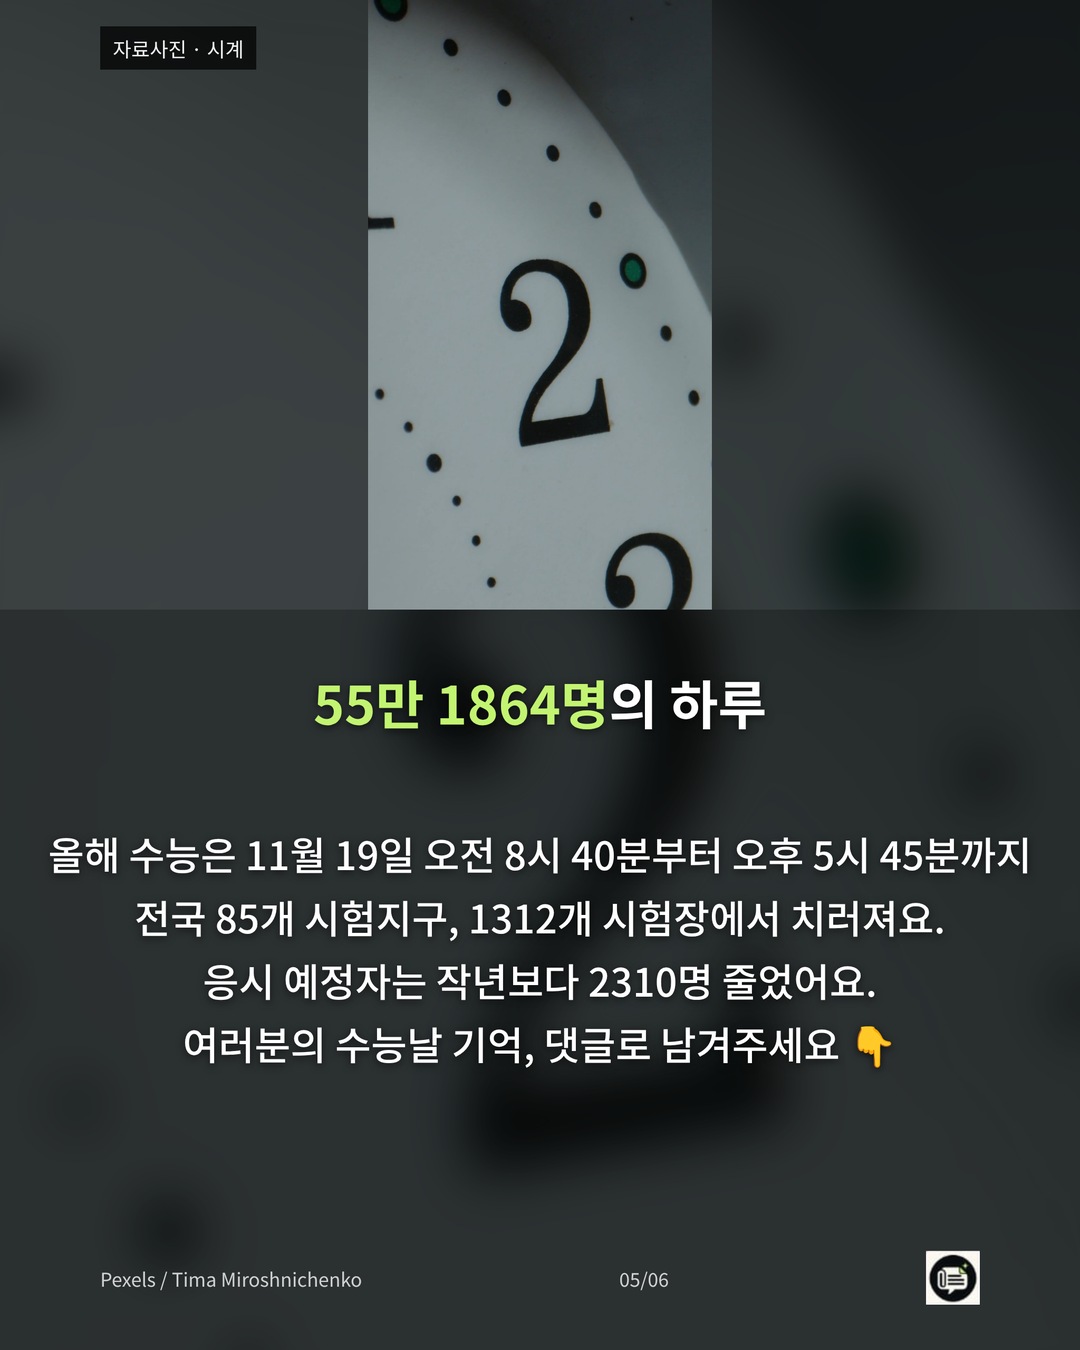 자료사진 · 시계
2
55만 1864명의 하루
올해 수능은 11월 19일 오전 8시 40분부터 오후 5시 45분까지
전국 85개 시험지구, 1312개 시험장에서 치러져요.
응시 예정자는 작년보다 2310명 줄었어요.
여러분의 수능날 기억, 댓글로 남겨주세요 👇
Pexels / Tima Miroshnichenko
05/06